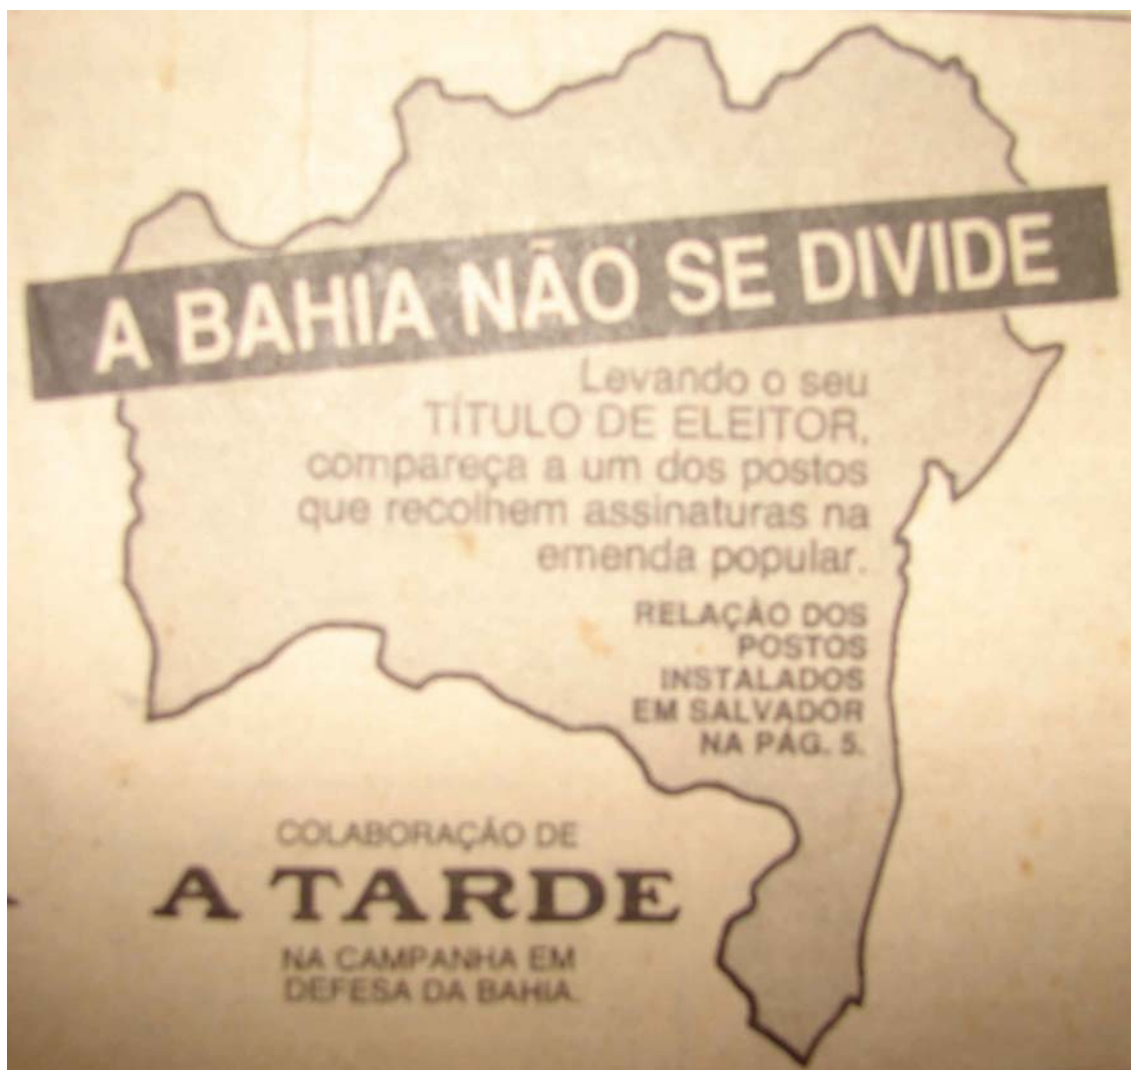 A BAHIA NÃO SE DIVIDE
Levando o seu
TÍTULO DE ELEITOR,
compareça a um dos postos
que recolhem assinaturas na
emenda popular.
RELAÇÃO DOS
POSTOS
INSTALADOS
EM SALVADOR
NA PÁG. 5.
COLABORAÇÃO DE
A TARDE
NA CAMPANHA EM
DEFESA DA BAHIA.